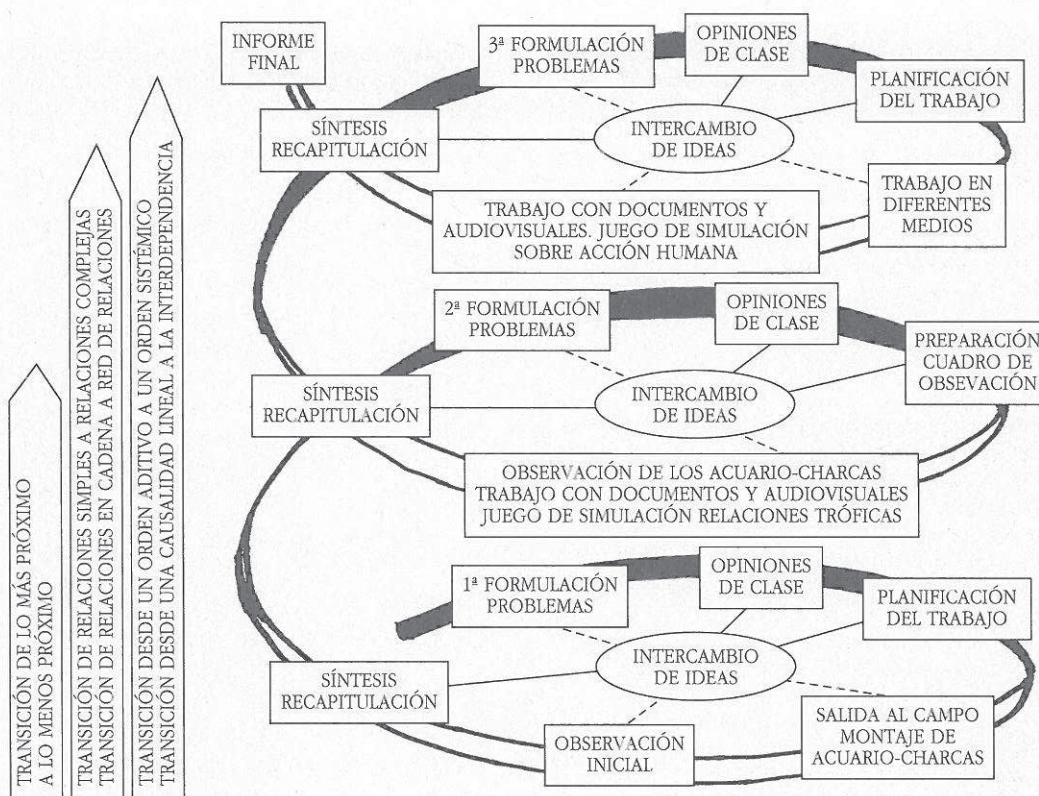 INFORME
FINAL
3ª FORMULACIÓN
PROBLEMAS
OPINIONES
DE CLASE
PLANIFICACIÓN
DEL TRABAJO
SÍNTESIS
RECAPITULACIÓN
INTERCAMBIO
DE IDEAS
TRABAJO EN
DIFERENTES
MEDIOS
TRABAJO CON DOCUMENTOS Y
AUDIOVISUALES. JUEGO DE SIMULACIÓN
SOBRE ACCIÓN HUMANA
2ª FORMULACIÓN
PROBLEMAS
OPINIONES
DE CLASE
PREPARACIÓN
CUADRO DE
OBSEVACIÓN
SÍNTESIS
RECAPITULACIÓN
INTERCAMBIO
DE IDEAS
OBSERVACIÓN DE LOS ACUARIO-CHARCAS
TRABAJO CON DOCUMENTOS Y AUDIOVISUALES
JUEGO DE SIMULACIÓN RELACIONES TRÓFICAS
1ª FORMULACIÓN
PROBLEMAS
OPINIONES
DE CLASE
PLANIFICACIÓN
DEL TRABAJO
SÍNTESIS
RECAPITULACIÓN
INTERCAMBIO
DE IDEAS
OBSERVACIÓN
INICIAL
SALIDA AL CAMPO
MONTAJE DE
ACUARIO-CHARCAS
TRANSICIÓN DE LO MÁS PRÓXIMO
A LO MENOS PRÓXIMO
TRANSICIÓN DE RELACIONES SIMPLES A RELACIONES COMPLEJAS
TRANSICIÓN DE RELACIONES EN CADENA A RED DE RELACIONES
TRANSICIÓN DESDE UN ORDEN ADITIVO A UN ORDEN SISTÉMICO
TRANSICIÓN DESDE UNA CAUSALIDAD LINEAL A LA INTERDEPENDENCIA